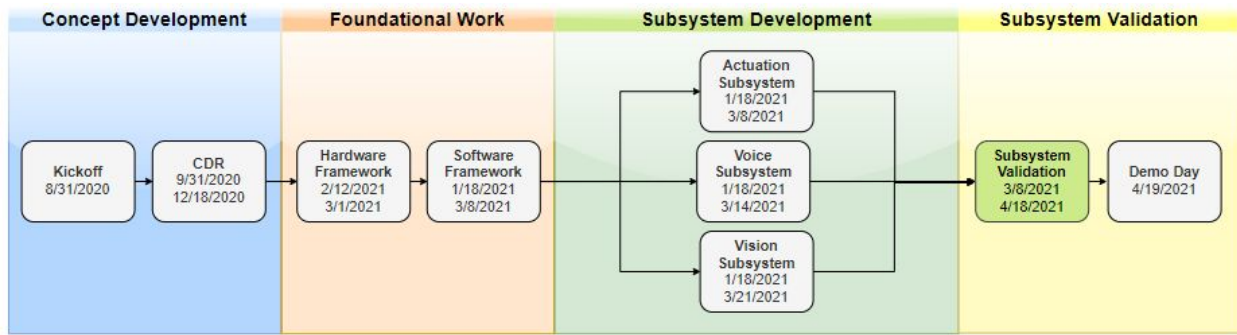 Concept Development
Foundational Work
Subsystem Development
Subsystem Validation
Kickoff
8/31/2020
CDR
9/31/2020
12/18/2020
Hardware
Framework
2/12/2021
3/1/2021
Software
Framework
1/18/2021
3/8/2021
Actuation
Subsystem
1/18/2021
3/8/2021
Voice
Subsystem
1/18/2021
3/14/2021
Vision
Subsystem
1/18/2021
3/21/2021
Subsystem
Validation
3/8/2021
4/18/2021
Demo Day
4/19/2021